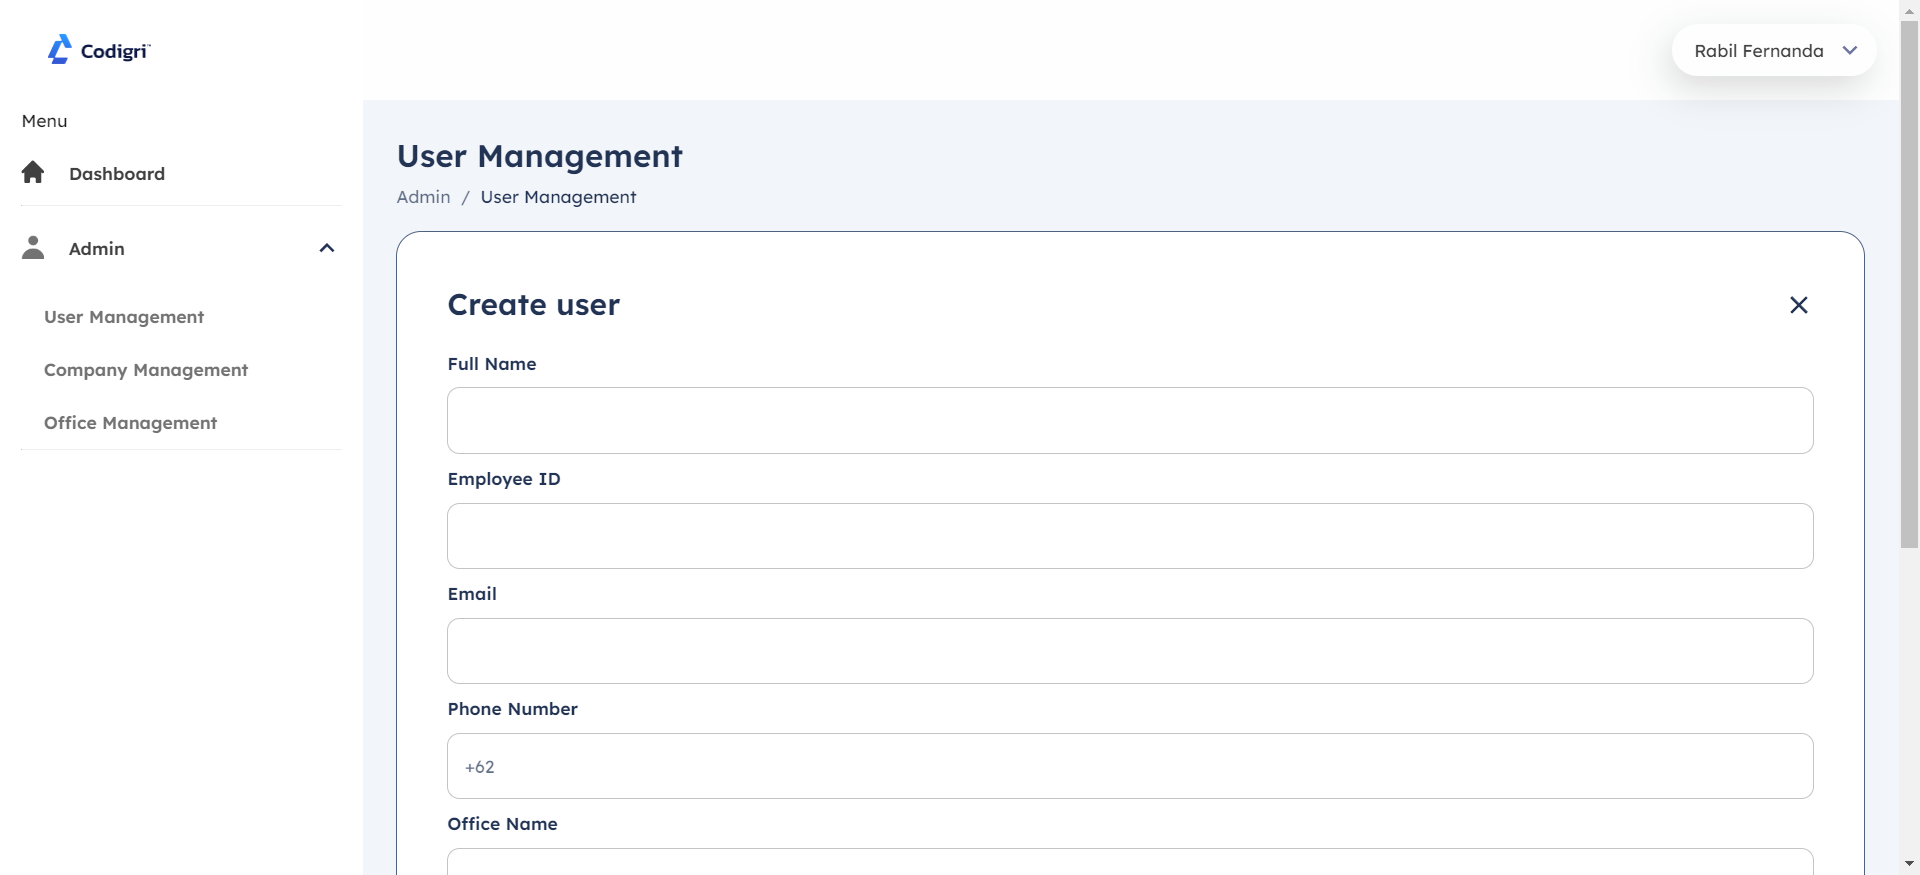 Codigri™
Rabil Fernanda
Menu
Dashboard
Admin
User Management
Company Management
Office Management
User Management
Admin / User Management
Create user
Full Name
Employee ID
Email
Phone Number
+62
Office Name